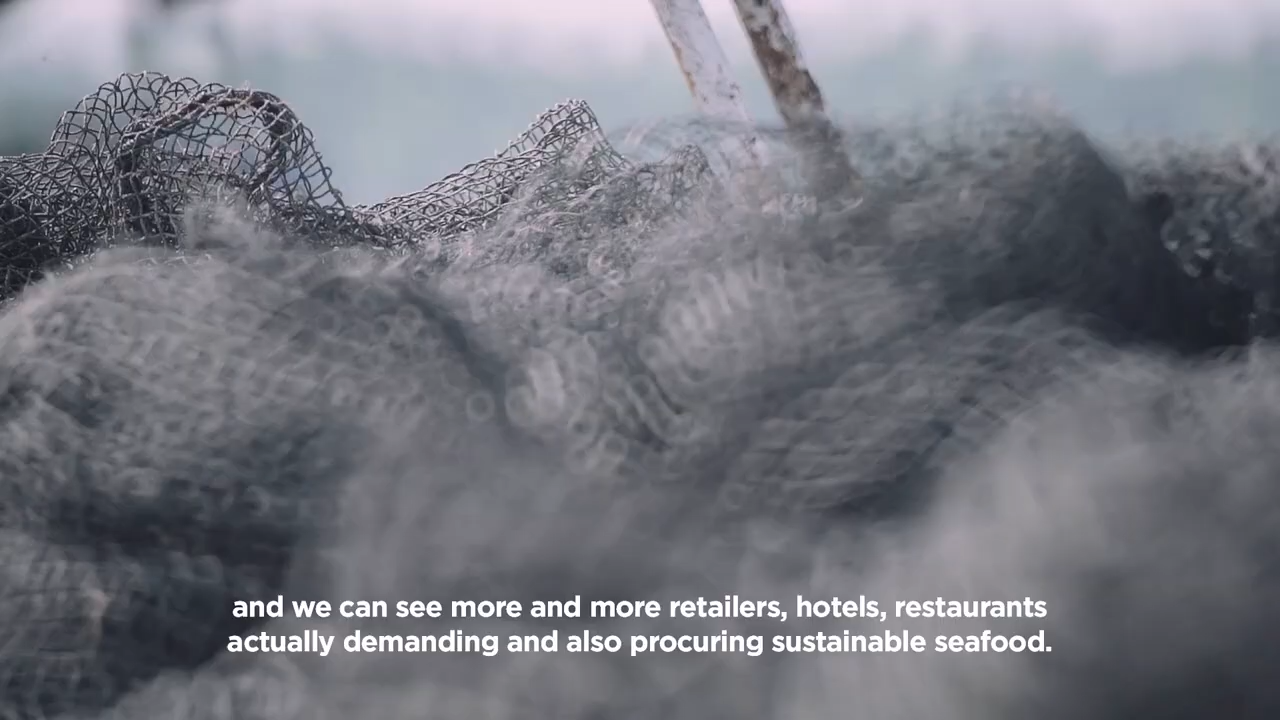 and we can see more and more retailers, hotels, restaurants
actually demanding and also procuring sustainable seafood.